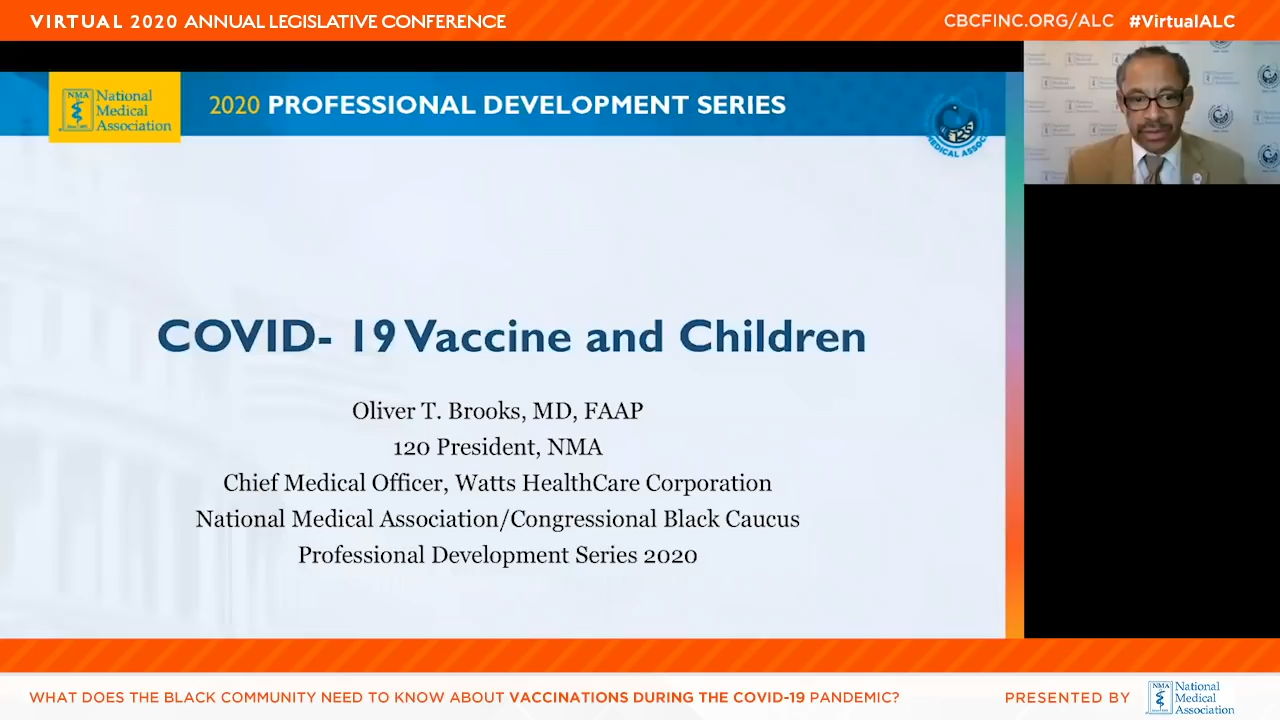 VIRTUAL 2020 ANNUAL LEGISLATIVE CONFERENCE
CBCFINC.ORG/ALC #VirtualALC
NMA
National
Medical
Association
2020 PROFESSIONAL DEVELOPMENT SERIES
MEDICAL ASSOC
COVID- 19 Vaccine and Children
Oliver T. Brooks, MD, FAAP
120 President, NMA
Chief Medical Officer, Watts HealthCare Corporation
National Medical Association/Congressional Black Caucus
Professional Development Series 2020
WHAT DOES THE BLACK COMMUNITY NEED TO KNOW ABOUT VACCINATIONS DURING THE COVID-19 PANDEMIC?
PRESENTED BY
NMA
National
Medical
Association